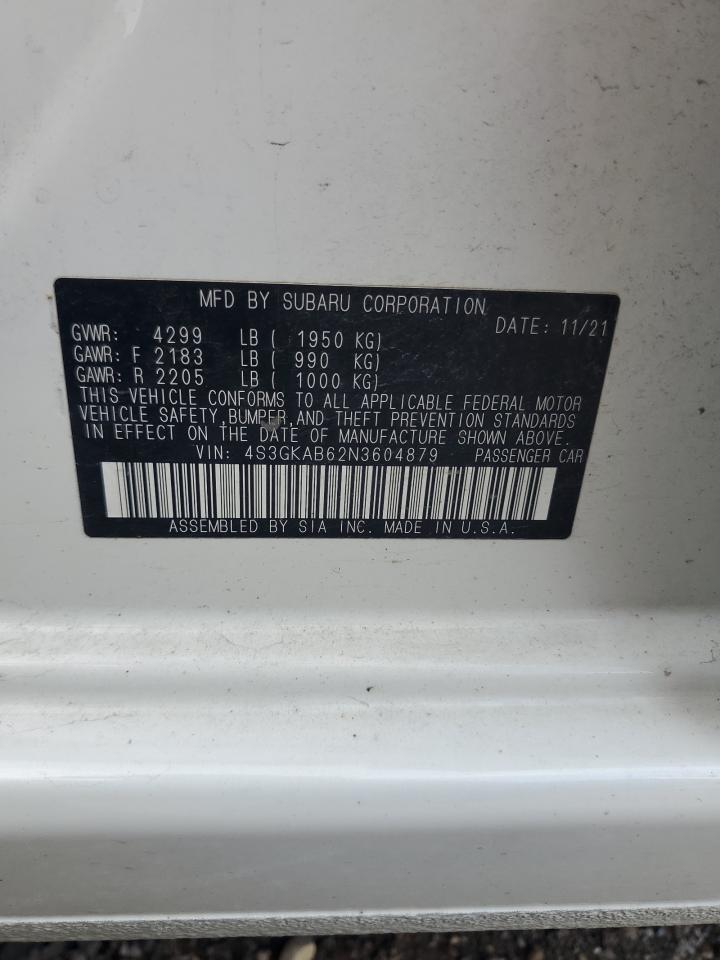 MFD BY SUBARU CORPORATION
DATE: 11/21
GVWR: 4299 LB ( 1950 KG)
GAWR: F 2183 LB ( 990 KG)
GAWR: R 2205 LB ( 1000 KG)
THIS VEHICLE CONFORMS TO ALL APPLICABLE FEDERAL MOTOR
VEHICLE SAFETY, BUMPER, AND THEFT PREVENTION STANDARDS
IN EFFECT ON THE DATE OF MANUFACTURE SHOWN ABOVE.
VIN: 4S3GKAB62N3604879 PASSENGER CAR
ASSEMBLED BY SIA INC. MADE IN U.S.A.